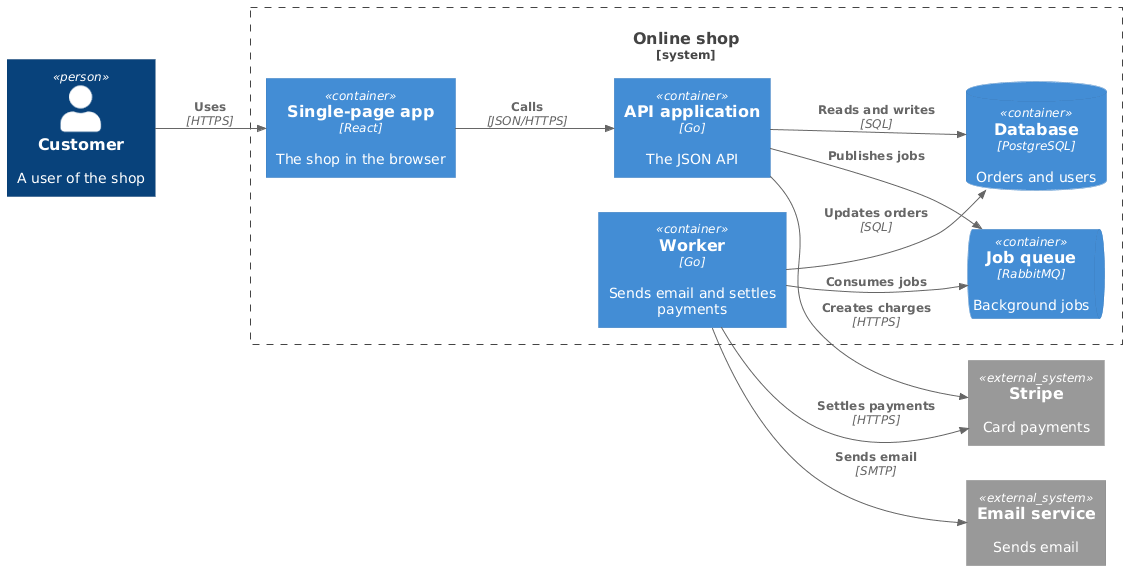 Online shop
[system]
«person»
Customer
A user of the shop
Uses
[HTTPS]
«container»
Single-page app
[React]
The shop in the browser
Calls
[JSON/HTTPS]
«container»
API application
[Go]
The JSON API
Reads and writes
[SQL]
Publishes jobs
«container»
Database
[PostgreSQL]
Orders and users
«container»
Worker
[Go]
Sends email and settles
payments
Updates orders
[SQL]
Consumes jobs
Creates charges
[HTTPS]
«container»
Job queue
[RabbitMQ]
Background jobs
Settles payments
[HTTPS]
Sends email
[SMTP]
«external_system»
Stripe
Card payments
«external_system»
Email service
Sends email